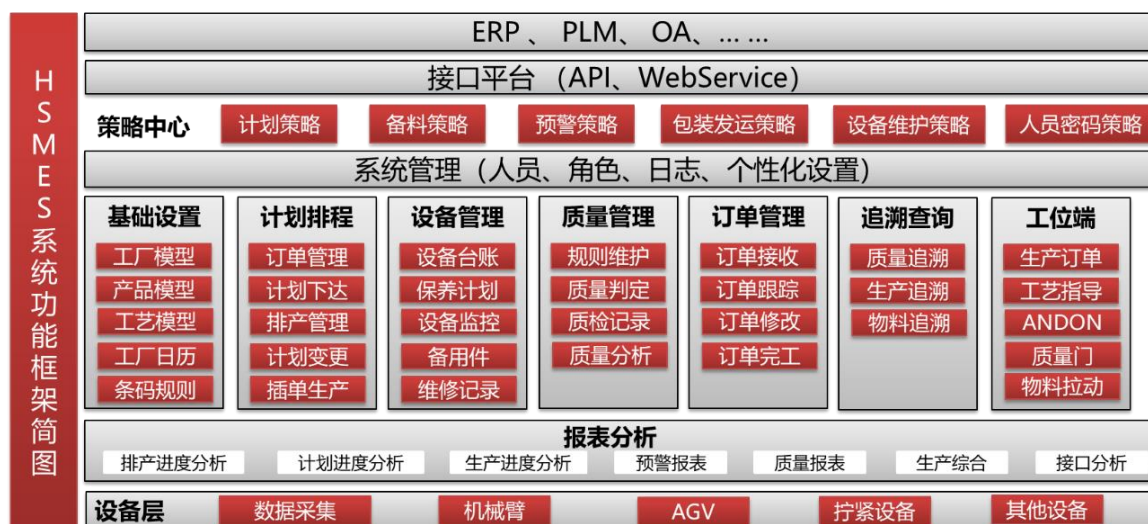 HSMES系统功能框架简图
ERP 、 PLM、 OA、... ...
接口平台 （API、WebService）
策略中心 计划策略 备料策略 预警策略 包装发运策略 设备维护策略 人员密码策略
系统管理（人员、角色、日志、个性化设置）
基础设置
工厂模型
产品模型
工艺模型
工厂日历
条码规则
计划排程
订单管理
计划下达
排产管理
计划变更
插单生产
设备管理
设备台账
保养计划
设备监控
备用件
维修记录
质量管理
规则维护
质量判定
质检记录
质量分析
订单管理
订单接收
订单跟踪
订单修改
订单完工
追溯查询
质量追溯
生产追溯
物料追溯
工位端
生产订单
工艺指导
ANDON
质量门
物料拉动
报表分析
排产进度分析 计划进度分析 生产进度分析 预警报表 质量报表 生产综合 接口分析
设备层 数据采集 机械臂 AGV 拧紧设备 其他设备